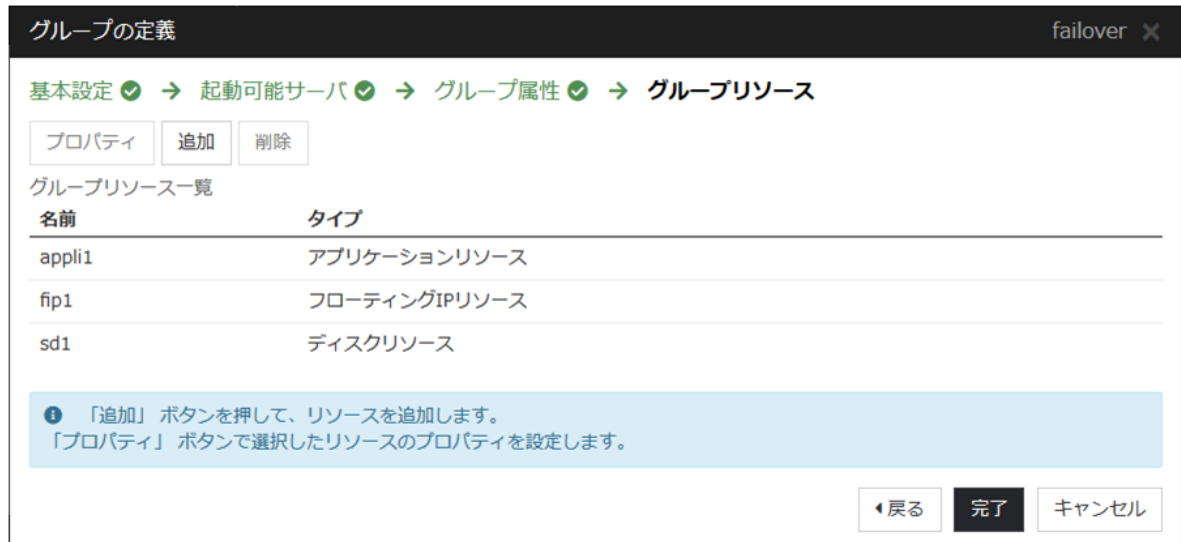 グループの定義 failover
基本設定 → 起動可能サーバ → グループ属性 → グループリソース
プロパティ 追加 削除
グループリソース一覧
名前 タイプ
appli1 アプリケーションリソース
fip1 フローティングIPリソース
sd1 ディスクリソース
「追加」 ボタンを押して、リソースを追加します。
「プロパティ」 ボタンで選択したリソースのプロパティを設定します。
戻る 完了 キャンセル